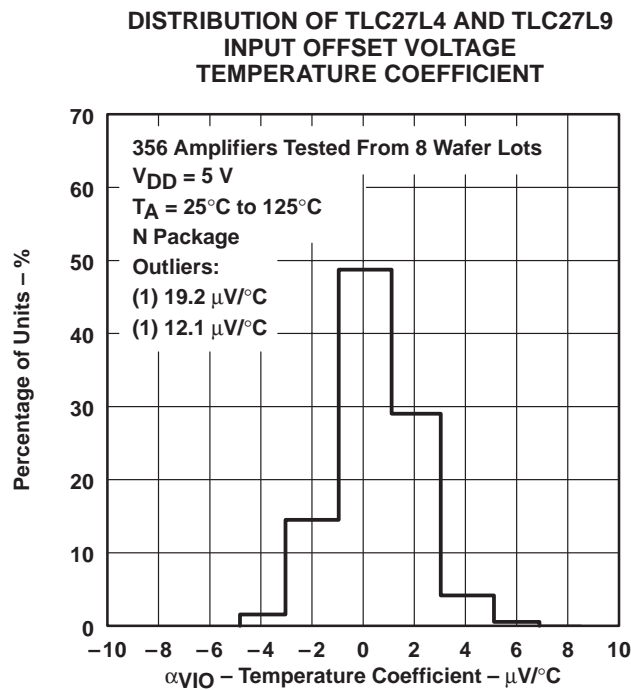 DISTRIBUTION OF TLC27L4 AND TLC27L9
INPUT OFFSET VOLTAGE
TEMPERATURE COEFFICIENT
70
60
50
40
30
20
10
0
Percentage of Units – %
356 Amplifiers Tested From 8 Wafer Lots
VDD = 5 V
TA = 25°C to 125°C
N Package
Outliers:
(1) 19.2 μV/°C
(1) 12.1 μV/°C
–10 –8 –6 –4 –2 0 2 4 6 8 10
αVIO – Temperature Coefficient – μV/°C